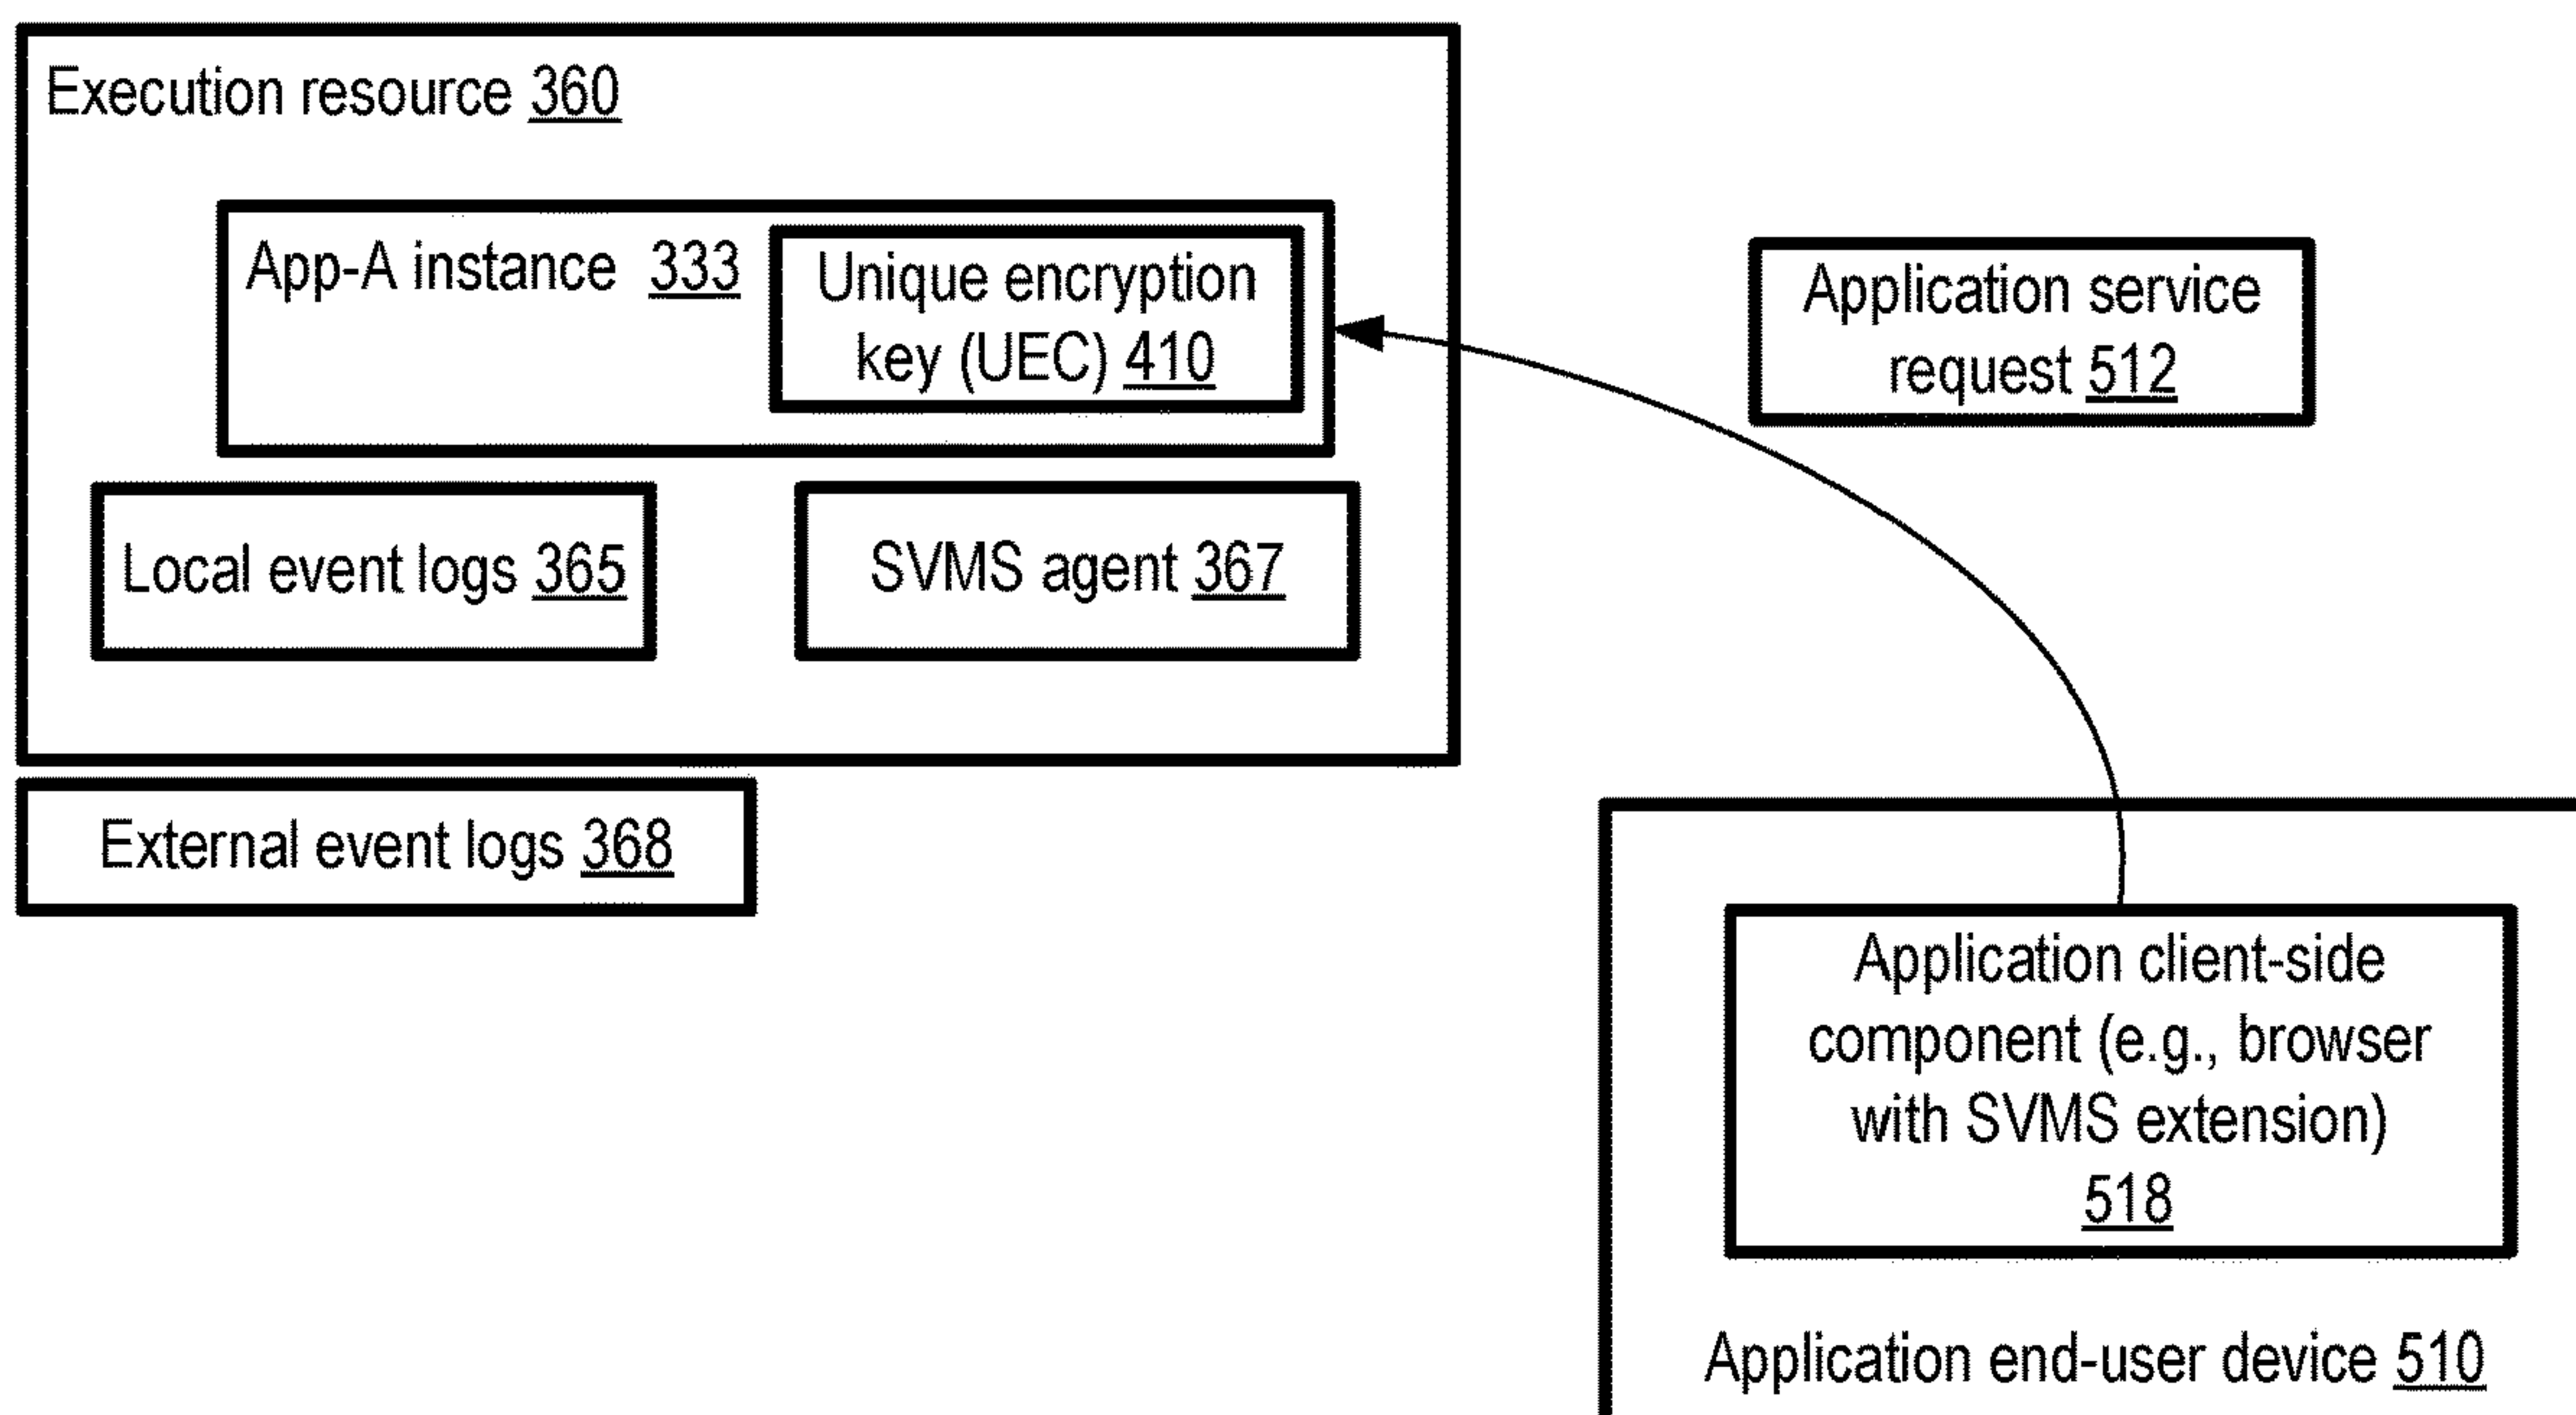 Execution resource 360
App-A instance 333
Unique encryption
key (UEC) 410
Application service
request 512
Local event logs 365
SVMS agent 367
External event logs 368
Application client-side
component (e.g., browser
with SVMS extension)
518
Application end-user device 510